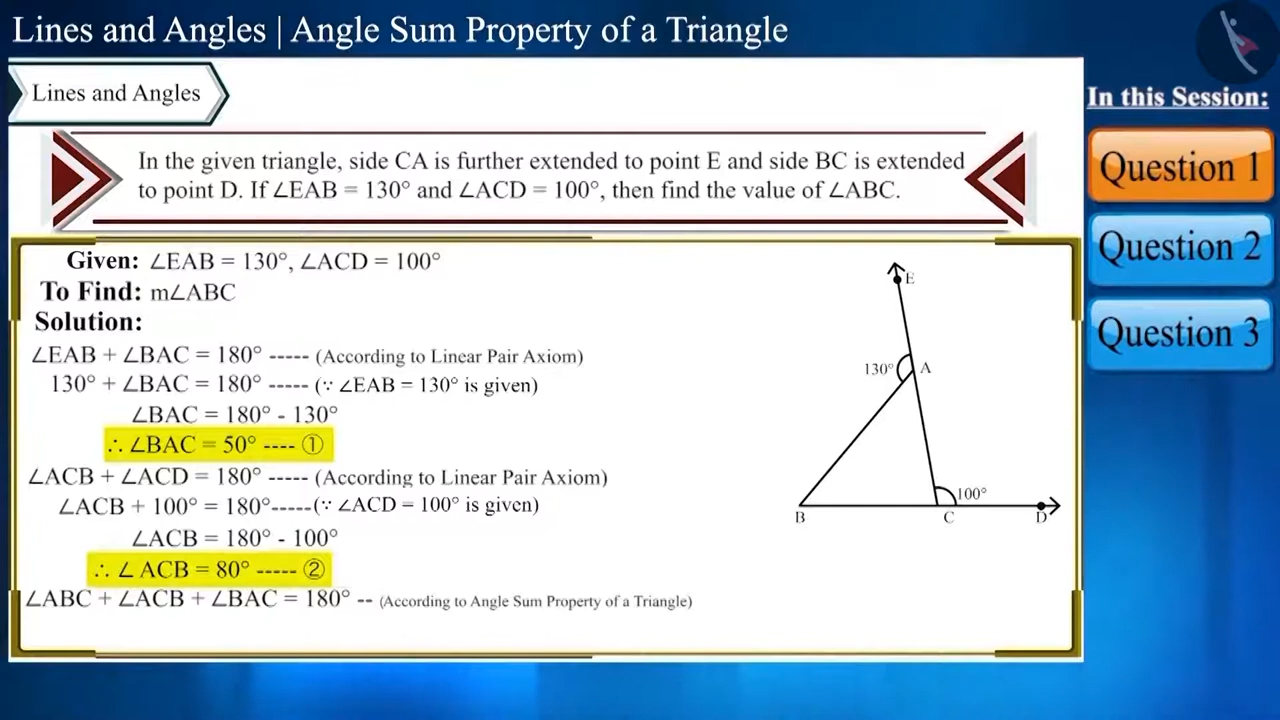 Lines and Angles | Angle Sum Property of a Triangle
Lines and Angles
In this Session:
Question 1
Question 2
Question 3
In the given triangle, side CA is further extended to point E and side BC is extended
to point D. If ∠EAB = 130° and ∠ACD = 100°, then find the value of ∠ABC.
Given: ∠EAB = 130°, ∠ACD = 100°
To Find: m∠ABC
Solution:
∠EAB + ∠BAC = 180° ----- (According to Linear Pair Axiom)
130° + ∠BAC = 180° ----- (∵ ∠EAB = 130° is given)
∠BAC = 180° - 130°
∴ ∠BAC = 50° ---- ①
∠ACB + ∠ACD = 180° ----- (According to Linear Pair Axiom)
∠ACB + 100° = 180°-----(∵ ∠ACD = 100° is given)
∠ACB = 180° - 100°
∴ ∠ ACB = 80° ----- ②
∠ABC + ∠ACB + ∠BAC = 180° -- (According to Angle Sum Property of a Triangle)
E
130° A
100°
B C D